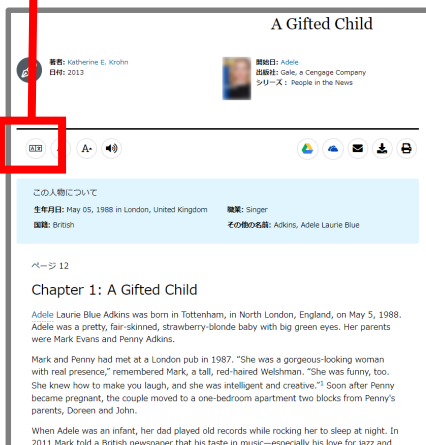 A Gifted Child
著者: Katherine E. Krohn
日付: 2013
開始日: Adele
出版社: Gale, a Cengage Company
シリーズ: People in the News
A
この人物について
生年月日: May 05, 1988 in London, United Kingdom
職業: Singer
国籍: British
その他の名前: Adkins, Adele Laurie Blue
ページ 12
Chapter 1: A Gifted Child
Adele Laurie Blue Adkins was born in Tottenham, in North London, England, on May 5, 1988.
Adele was a pretty, fair-skinned, strawberry-blonde baby with big green eyes. Her parents
were Mark Evans and Penny Adkins.
Mark and Penny had met at a London pub in 1987. "She was a gorgeous-looking woman
with real presence," remembered Mark, a tall, red-haired Welshman. "She was funny, too.
She knew how to make you laugh, and she was intelligent and creative."1 Soon after Penny
became pregnant, the couple moved to a one-bedroom apartment two blocks from Penny's
parents, Doreen and John.
When Adele was an infant, her dad played old records while rocking her to sleep at night. In
2011 Mark told a British newspaper that his taste in music—especially his love for jazz and